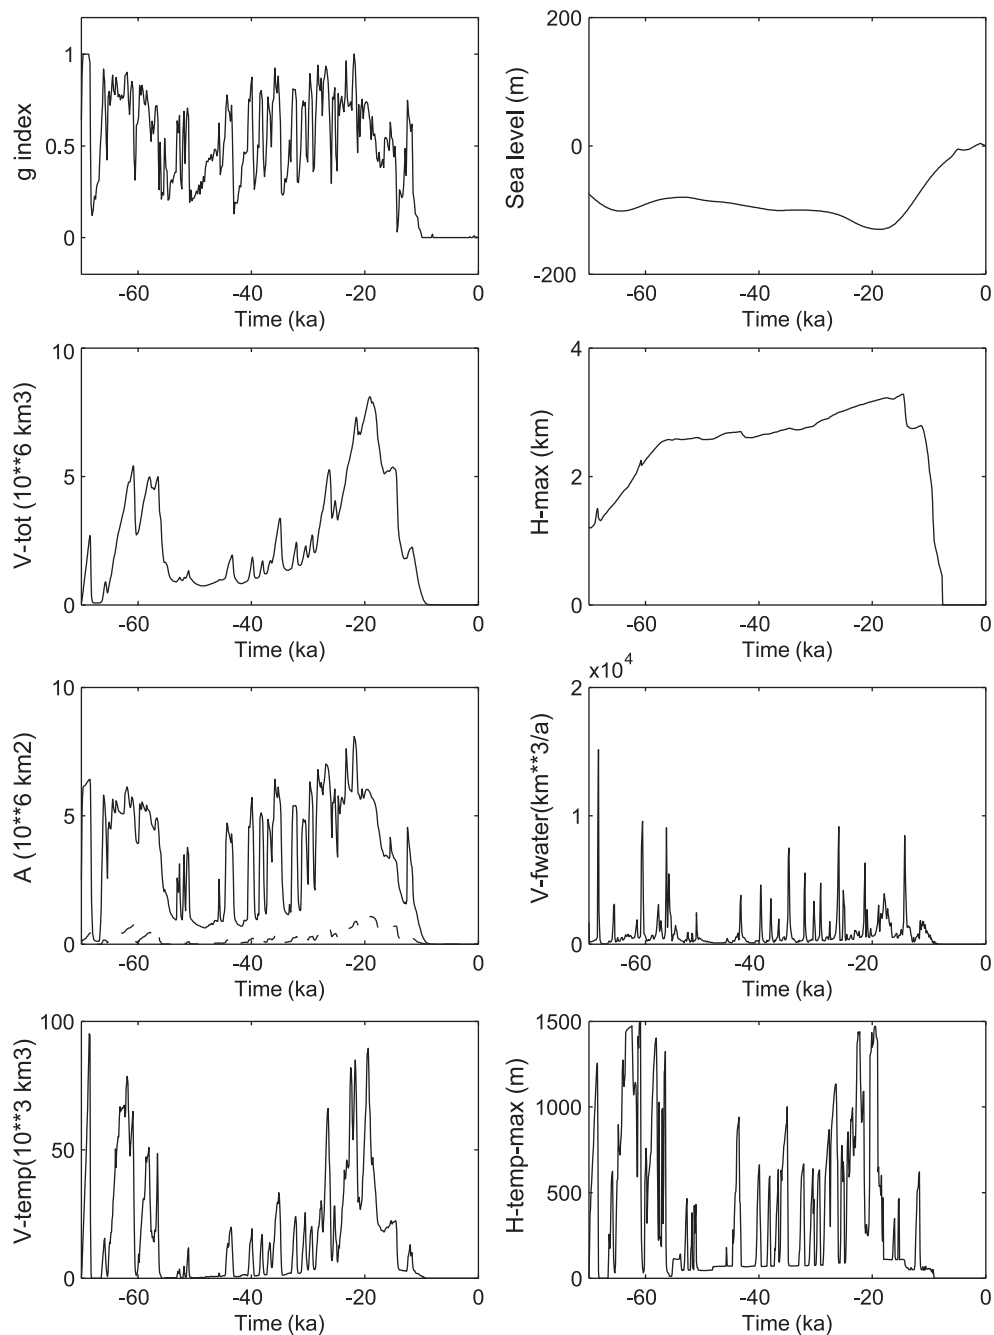 g index
1
0.5
0
-60 -40 -20 0
Time (ka)
Sea level (m)
200
0
-200
-60 -40 -20 0
Time (ka)
V-tot (10**6 km3)
10
5
0
-60 -40 -20 0
Time (ka)
H-max (km)
4
2
0
-60 -40 -20 0
Time (ka)
A (10**6 km2)
10
5
0
-60 -40 -20 0
Time (ka)
V-fwater(km**3/a)
x10^4
2
1
0
-60 -40 -20 0
Time (ka)
V-temp(10**3 km3)
100
50
0
-60 -40 -20 0
Time (ka)
H-temp-max (m)
1500
1000
500
0
-60 -40 -20 0
Time (ka)